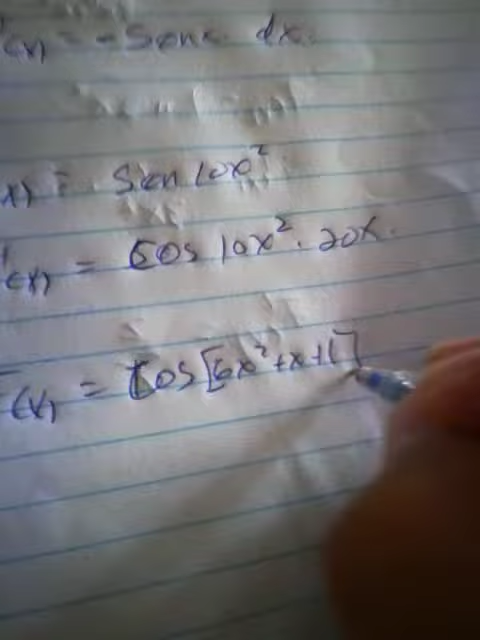 '(x) = -Senx dx.
x) = Sen 10x²
'(x) = Cos 10x² . 20x.
F(x) = Cos[6x²+x+1]